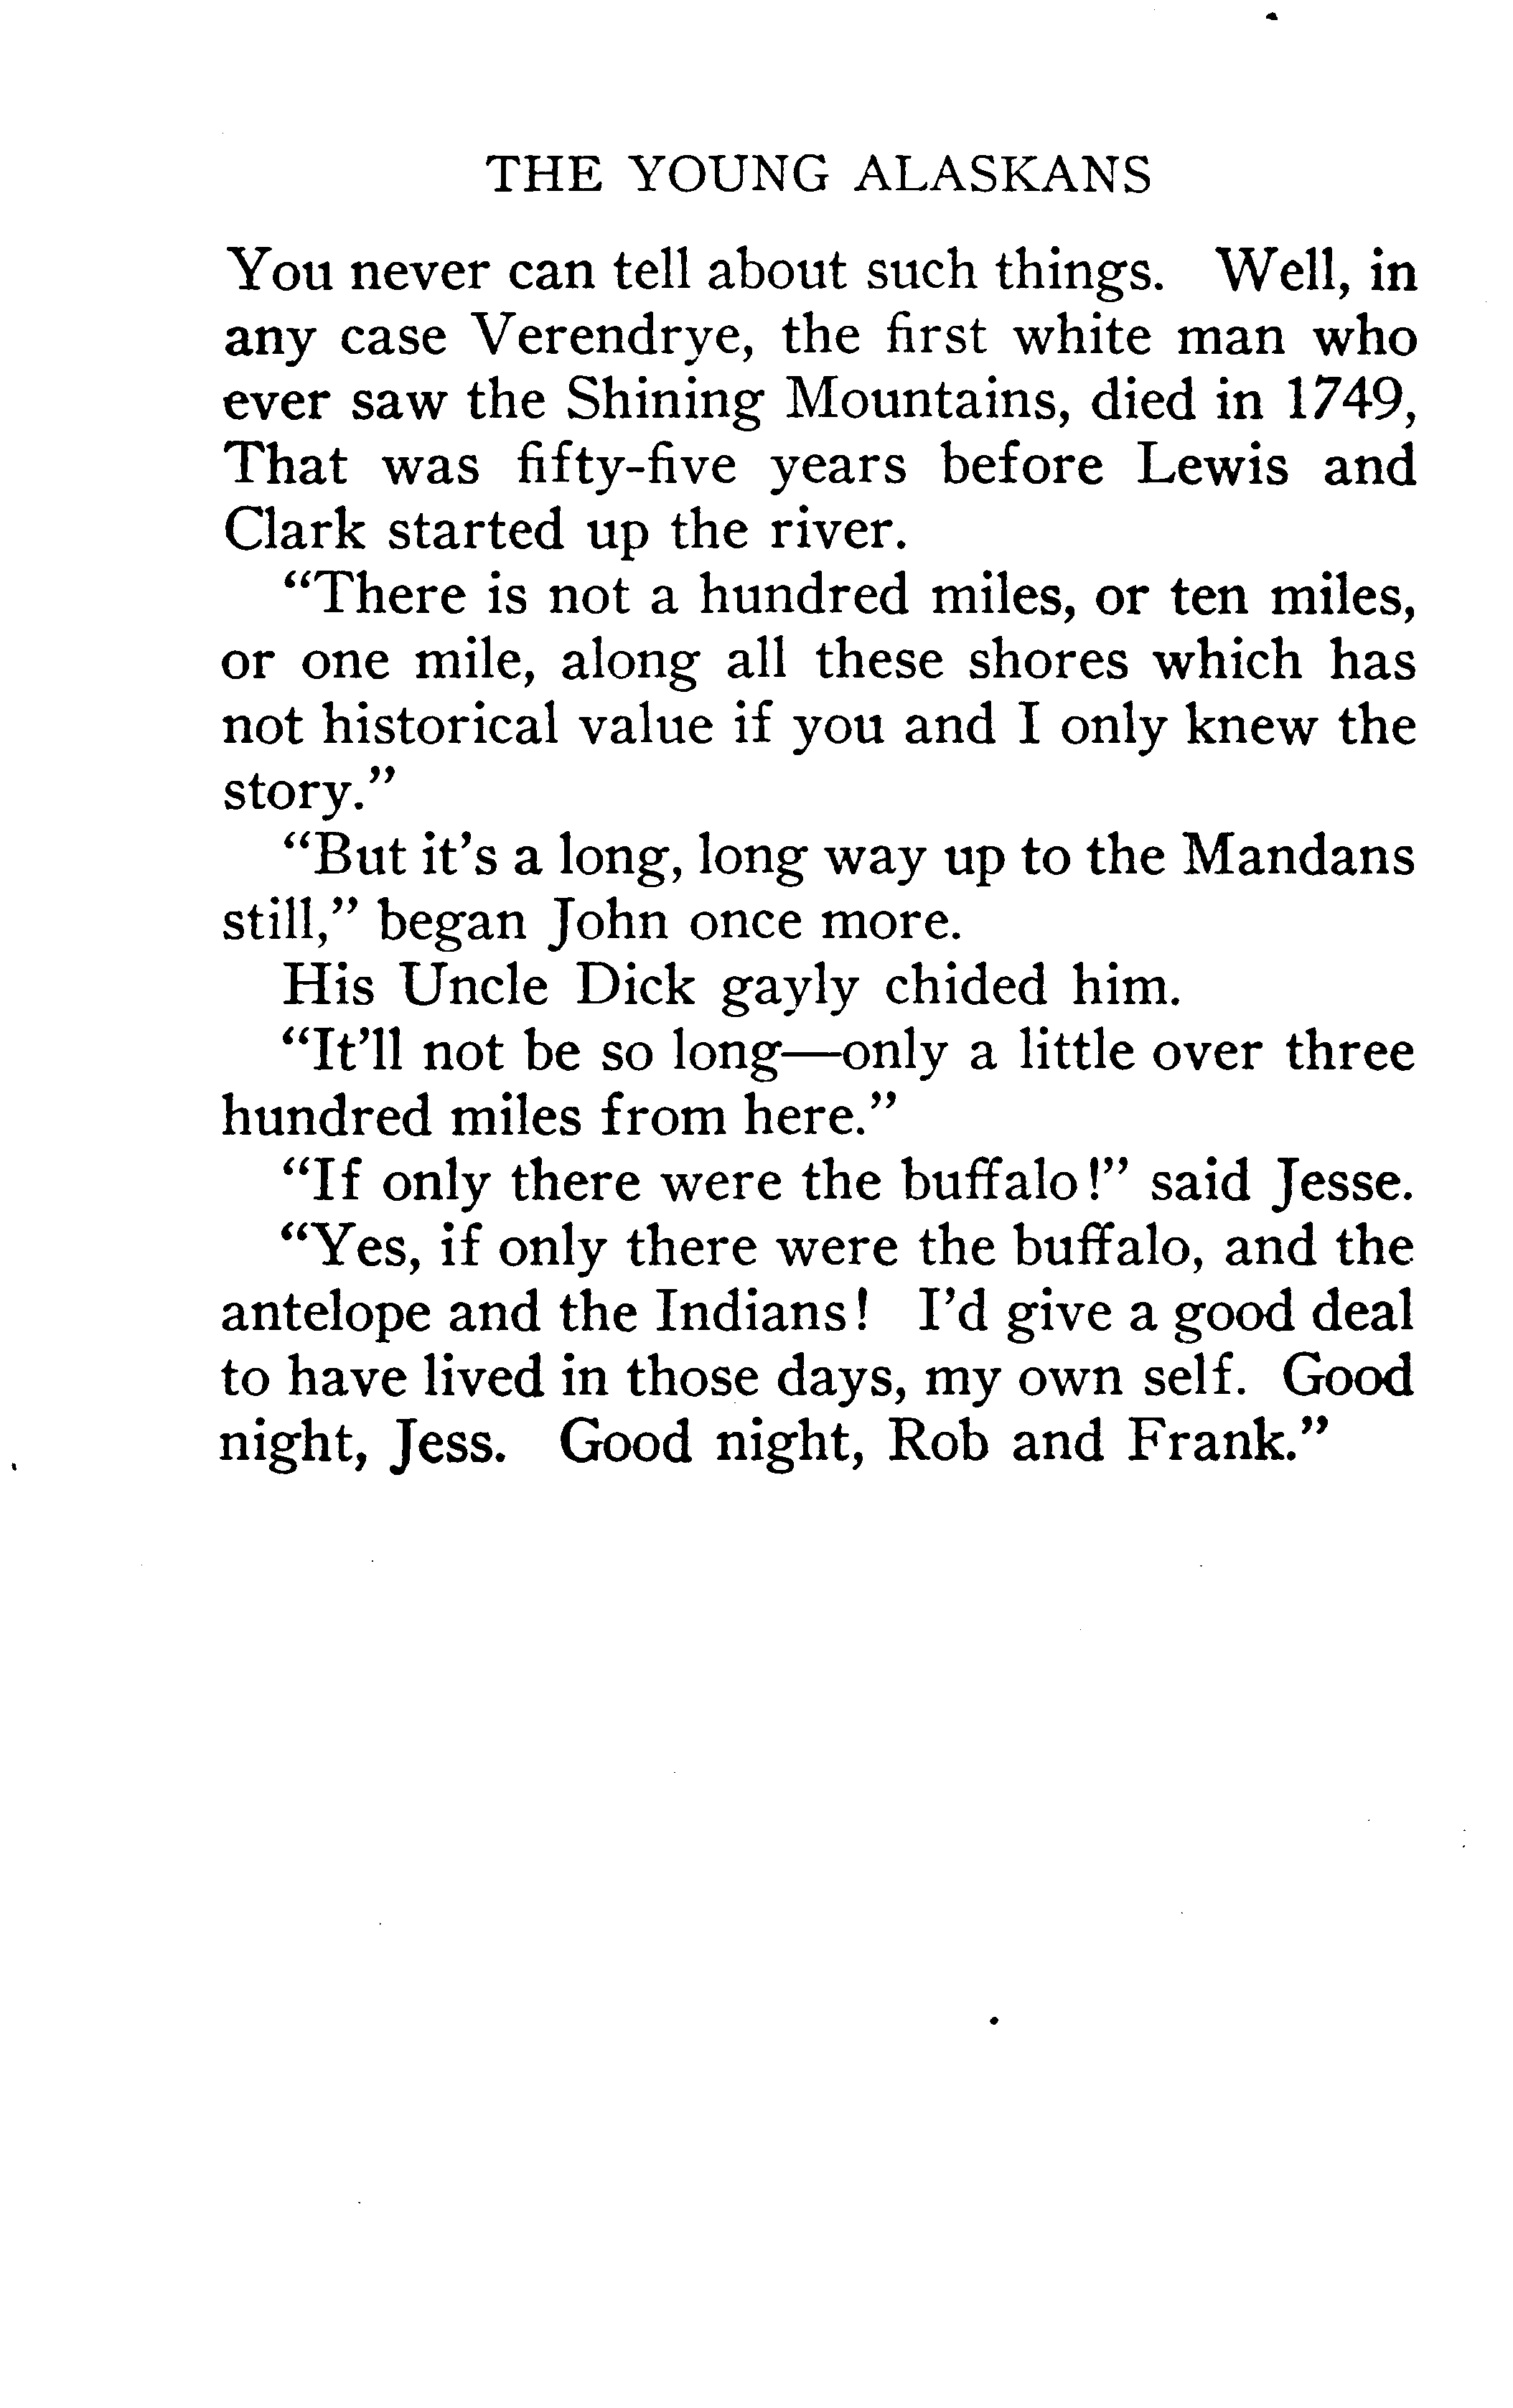 THE YOUNG ALASKANS
You never can tell about such things. Well, in
any case Verendrye, the first white man who
ever saw the Shining Mountains, died in 1749,
That was fifty-five years before Lewis and
Clark started up the river.
“There is not a hundred miles, or ten miles,
or one mile, along all these shores which has
not historical value if you and I only knew the
story.”
“But it’s a long, long way up to the Mandans
still,” began John once more.
His Uncle Dick gayly chided him.
“It’ll not be so long—only a little over three
hundred miles from here.”
“If only there were the buffalo!” said Jesse.
“Yes, if only there were the buffalo, and the
antelope and the Indians! I’d give a good deal
to have lived in those days, my own self. Good
night, Jess. Good night, Rob and Frank.”